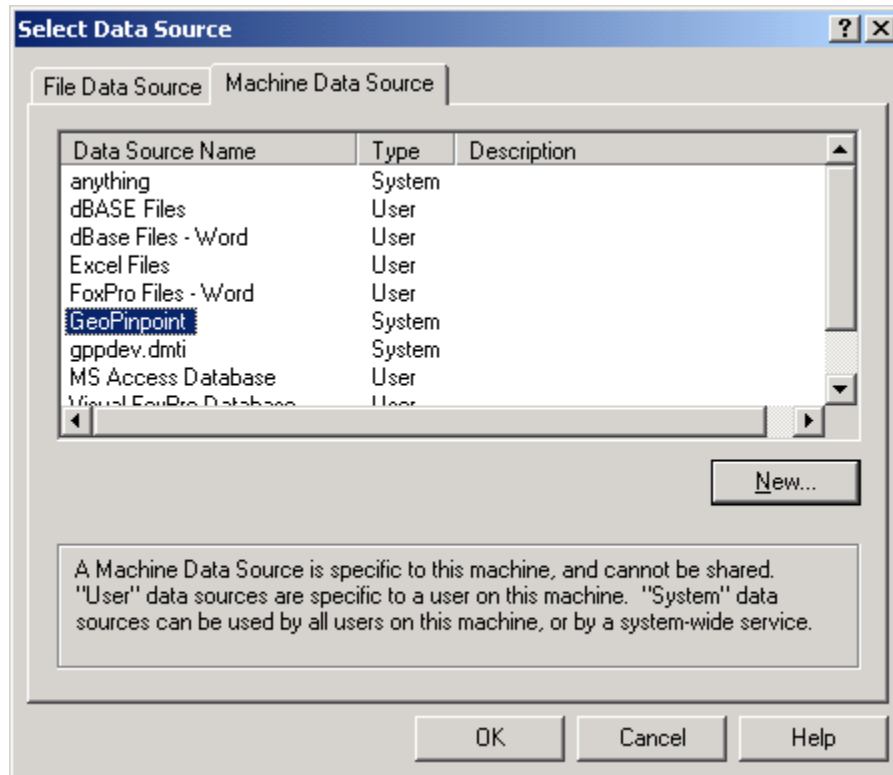 Select Data Source
File Data Source Machine Data Source
Data Source Name Type Description
anything System
dBASE Files User
dBase Files - Word User
Excel Files User
FoxPro Files - Word User
GeoPinpoint System
gppdev.dmti System
MS Access Database User
Visual FoxPro Database User
New...
A Machine Data Source is specific to this machine, and cannot be shared.
"User" data sources are specific to a user on this machine. "System" data
sources can be used by all users on this machine, or by a system-wide service.
OK Cancel Help